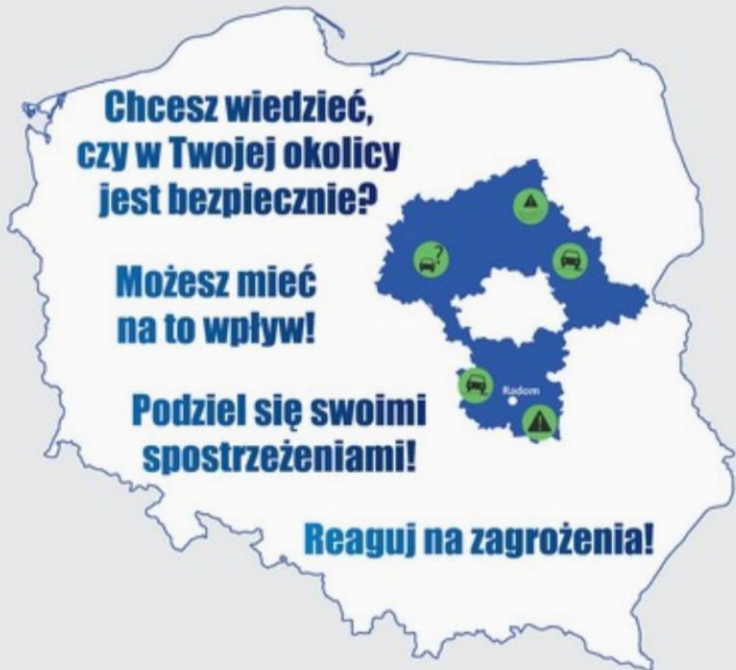 Chcesz wiedzieć,
czy w Twojej okolicy
jest bezpiecznie?
Możesz mieć
na to wpływ!
?
Radom
Podziel się swoimi
spostrzeżeniami!
Reaguj na zagrożenia!